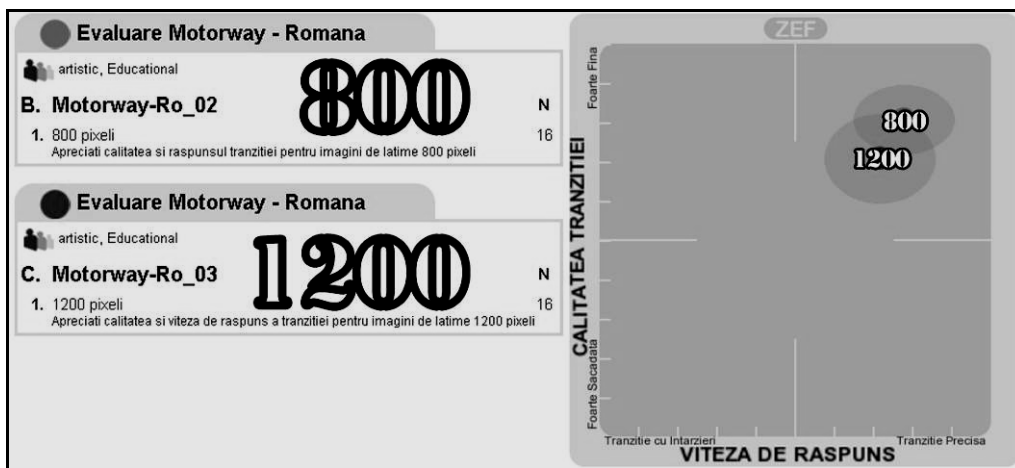 Evaluare Motorway - Romana
artistic, Educational
800
B. Motorway-Ro_02
N
1. 800 pixeli
16
Apreciati calitatea si raspunsul tranzitiei pentru imagini de latime 800 pixeli
Evaluare Motorway - Romana
artistic, Educational
1200
C. Motorway-Ro_03
N
1. 1200 pixeli
16
Apreciati calitatea si viteza de raspuns a tranzitiei pentru imagini de latime 1200 pixeli
ZEF
Foarte Fina
CALITATEA TRANZITIEI
Foarte Sacadata
800
1200
Tranzitie cu Intarzieri
Tranzitie Precisa
VITEZA DE RASPUNS